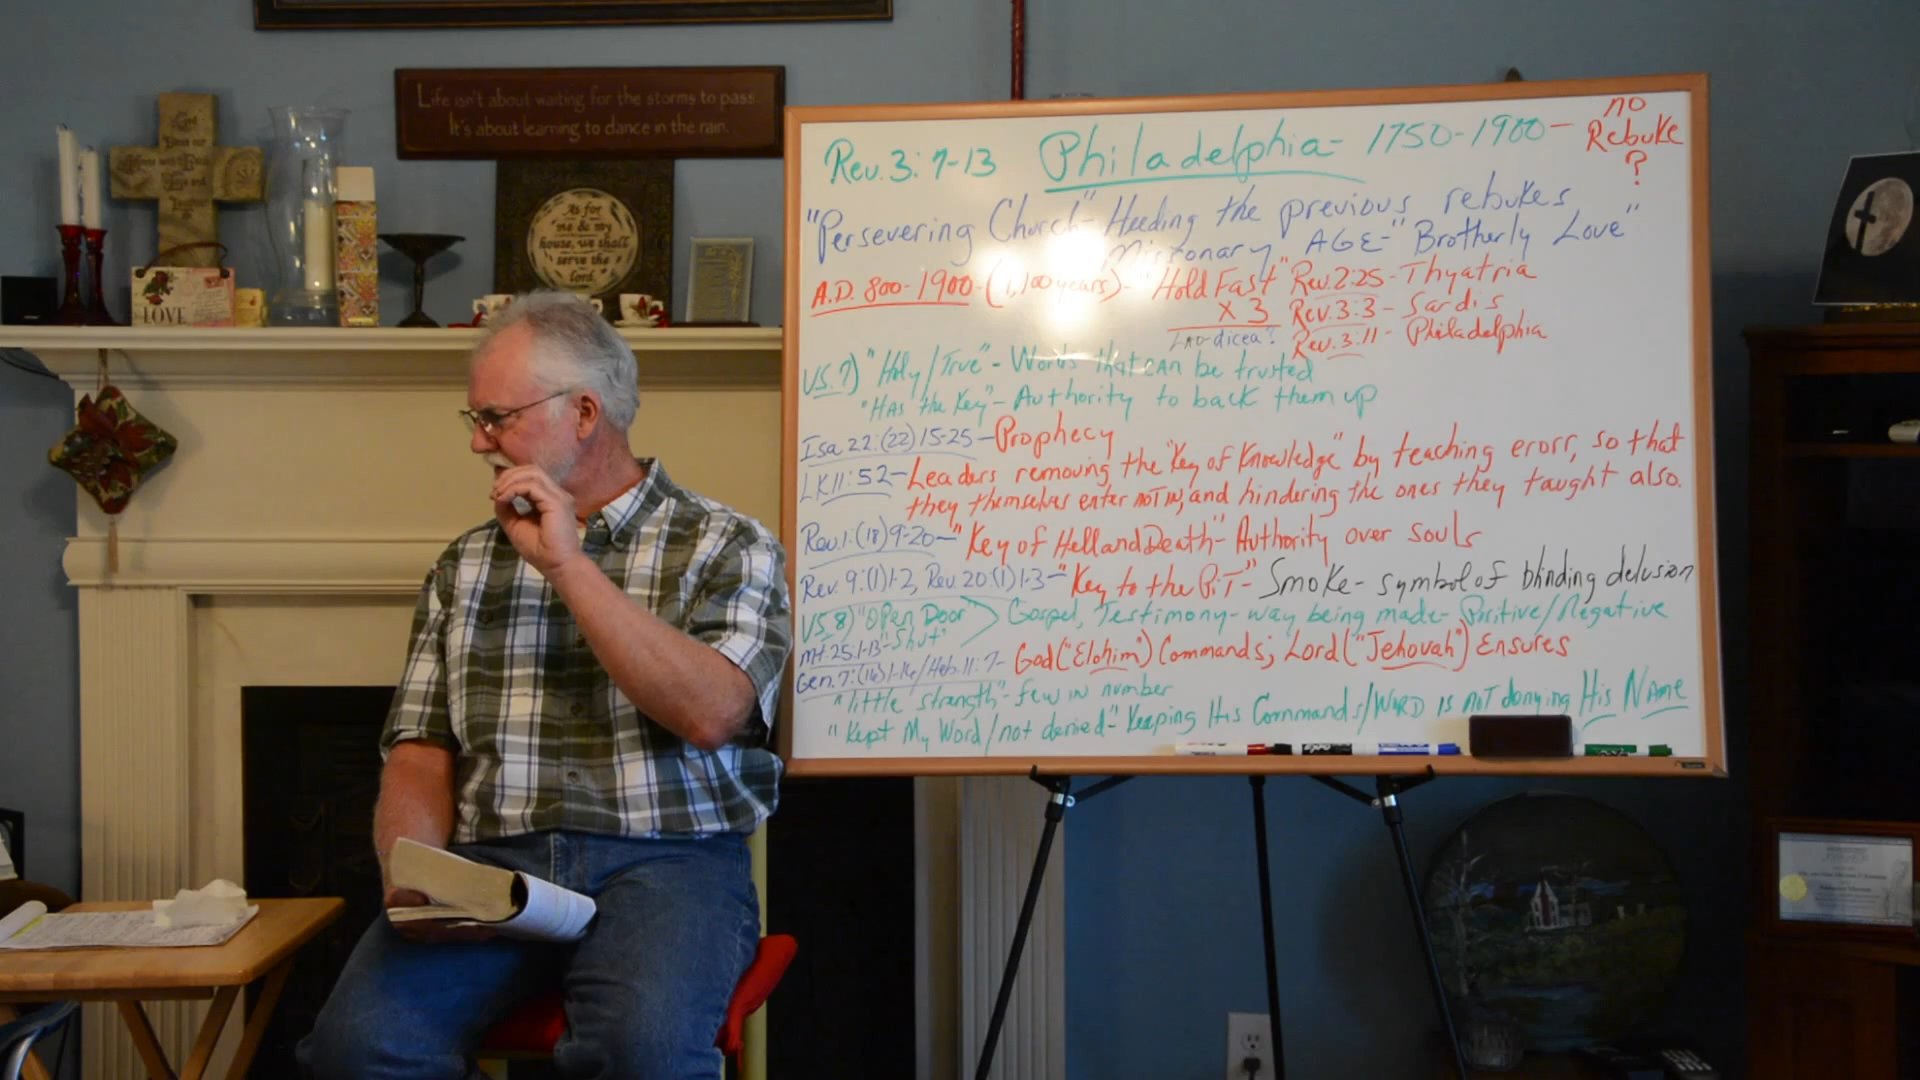 Life isn't about waiting for the storms to pass.
It's about learning to dance in the rain.
God
Bless our
LOVE
As for
me & my
house, we shall
serve the
Lord.
Rev. 3:7-13 Philadelphia- 1750-1900- no
Rebuke
?
"Persevering Church" Heeding the previous rebukes
Missionary AGE- "Brotherly Love"
A.D. 800-1900-(1,100 years)- "Hold Fast" Rev. 2:25-Thyatria
X 3 Rev. 3:3- Sardis
Lao-dicea? Rev. 3:11- Philadelphia
VS.7) "Holy/True"- Works that can be trusted
"Has the Key"- Authority to back them up
Isa 22:(22)15-25-Prophecy
LK11:52-Leaders removing the "Key of Knowledge" by teaching erorr, so that
they themselves enter not in, and hindering the ones they taught also.
Rev.1:(18)9-20-"Key of Hell and Death"- Authority over souls
Rev. 9:(1)1-2, Rev. 20:(1)1-3-"Key to the PiT-" Smoke- symbol of blinding delusion
VS.8) "Open Door" > Gospel, Testimony- way being made- Positive/Negative
Mt. 25:1-13-"Shut"
Gen. 7:(16)1-16/Heb. 11:7- God("Elohim") Commands; Lord("Jehovah") Ensures
"little strength"- few in number
"Kept My Word/not denied"- Keeping His Commands/WORD is not denying His Name